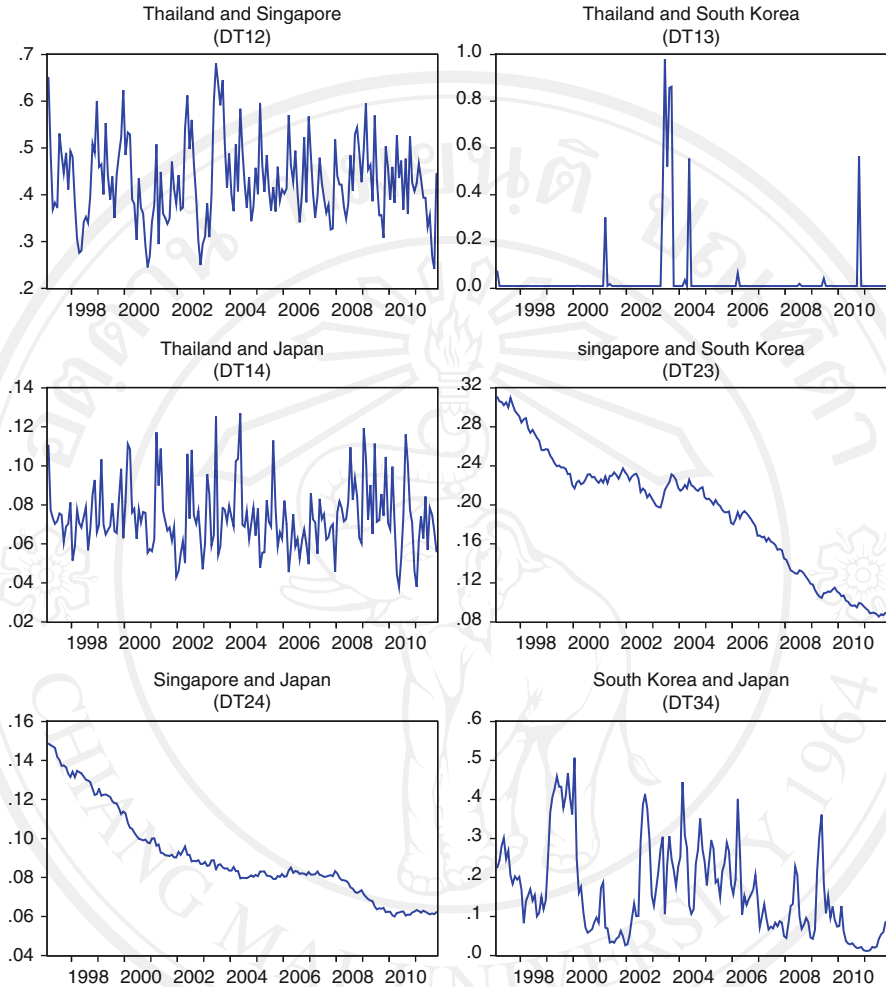 Thailand and Singapore
(DT12)
.7
.6
.5
.4
.3
.2
1998 2000 2002 2004 2006 2008 2010
Thailand and South Korea
(DT13)
1.0
0.8
0.6
0.4
0.2
0.0
1998 2000 2002 2004 2006 2008 2010
Thailand and Japan
(DT14)
.14
.12
.10
.08
.06
.04
.02
1998 2000 2002 2004 2006 2008 2010
singapore and South Korea
(DT23)
.32
.28
.24
.20
.16
.12
.08
1998 2000 2002 2004 2006 2008 2010
Singapore and Japan
(DT24)
.16
.14
.12
.10
.08
.06
.04
1998 2000 2002 2004 2006 2008 2010
South Korea and Japan
(DT34)
.6
.5
.4
.3
.2
.1
.0
1998 2000 2002 2004 2006 2008 2010
CHIANG MAI UNIVERSITY 1964